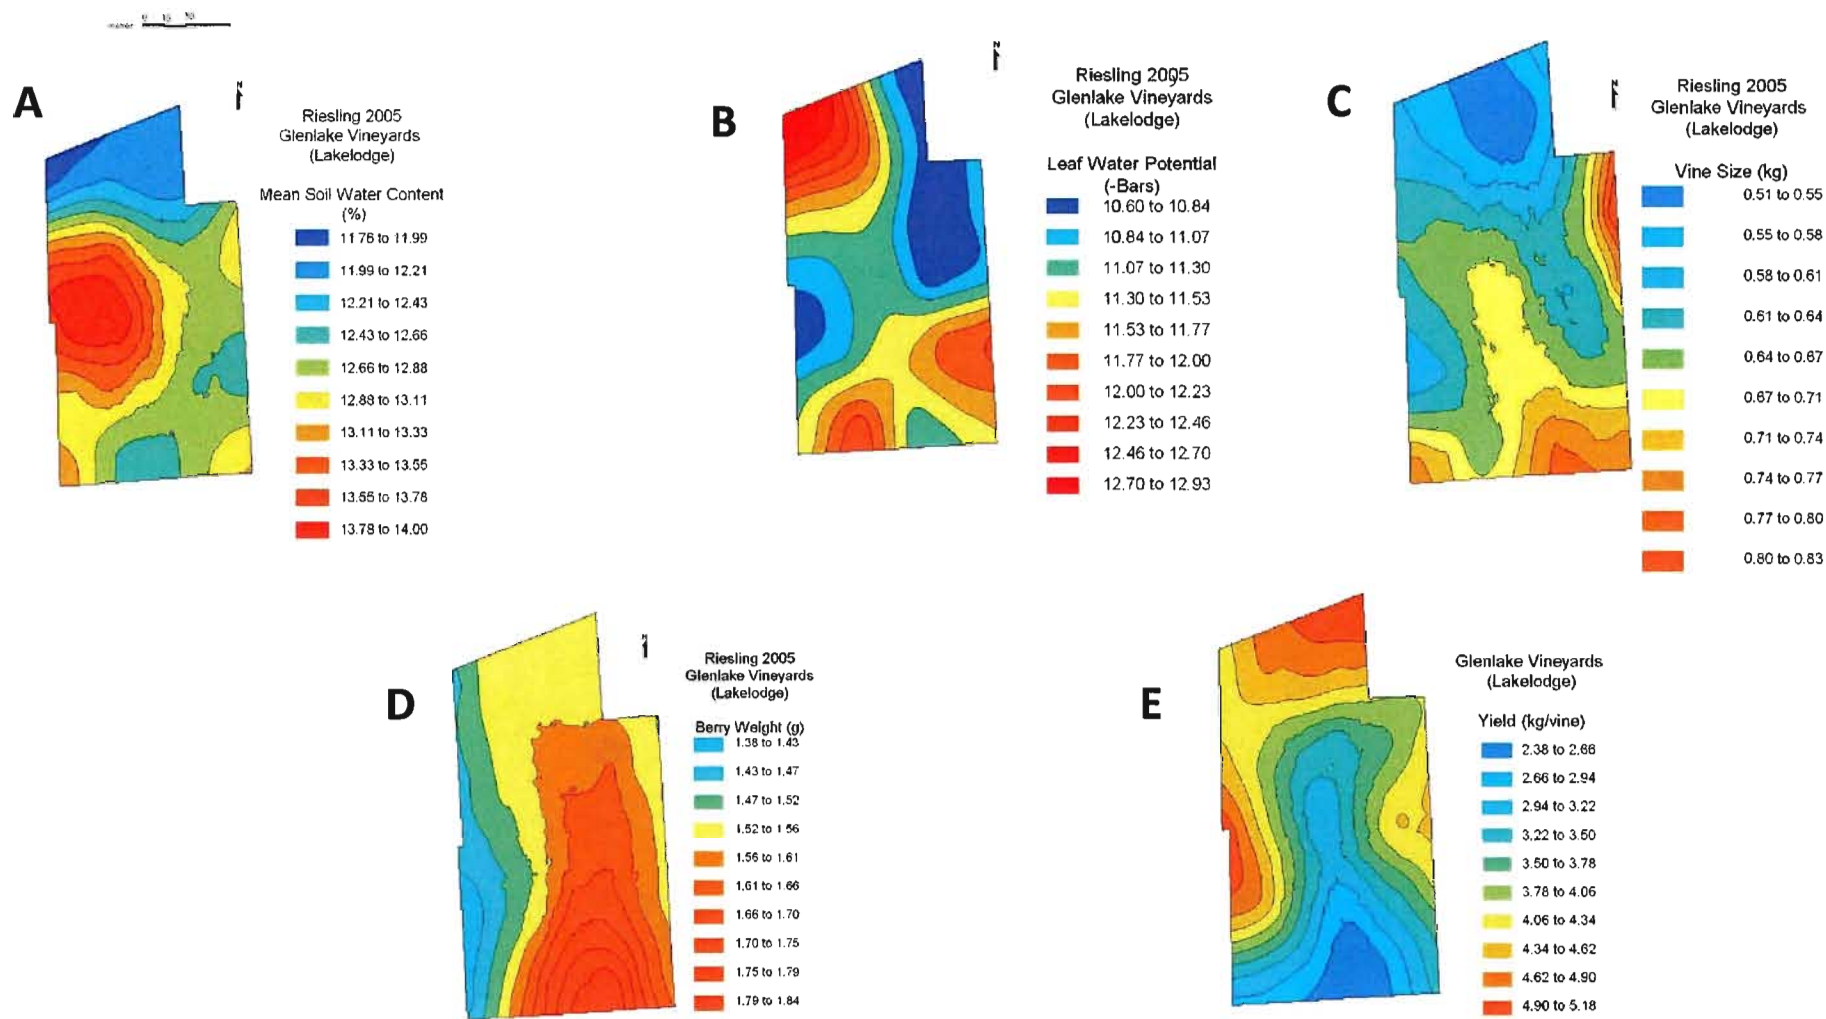 0 15 30
A
N
Riesling 2005
Glenlake Vineyards
(Lakelodge)
Mean Soil Water Content
(%)
11.76 to 11.99
11.99 to 12.21
12.21 to 12.43
12.43 to 12.66
12.66 to 12.88
12.88 to 13.11
13.11 to 13.33
13.33 to 13.55
13.55 to 13.78
13.78 to 14.00
B
N
Riesling 2005
Glenlake Vineyards
(Lakelodge)
Leaf Water Potential
(-Bars)
10.60 to 10.84
10.84 to 11.07
11.07 to 11.30
11.30 to 11.53
11.53 to 11.77
11.77 to 12.00
12.00 to 12.23
12.23 to 12.46
12.46 to 12.70
12.70 to 12.93
C
N
Riesling 2005
Glenlake Vineyards
(Lakelodge)
Vine Size (kg)
0.51 to 0.55
0.55 to 0.58
0.58 to 0.61
0.61 to 0.64
0.64 to 0.67
0.67 to 0.71
0.71 to 0.74
0.74 to 0.77
0.77 to 0.80
0.80 to 0.83
D
N
Riesling 2005
Glenlake Vineyards
(Lakelodge)
Berry Weight (g)
1.38 to 1.43
1.43 to 1.47
1.47 to 1.52
1.52 to 1.56
1.56 to 1.61
1.61 to 1.66
1.66 to 1.70
1.70 to 1.75
1.75 to 1.79
1.79 to 1.84
E
Glenlake Vineyards
(Lakelodge)
Yield (kg/vine)
2.38 to 2.66
2.66 to 2.94
2.94 to 3.22
3.22 to 3.50
3.50 to 3.78
3.78 to 4.06
4.06 to 4.34
4.34 to 4.62
4.62 to 4.90
4.90 to 5.18